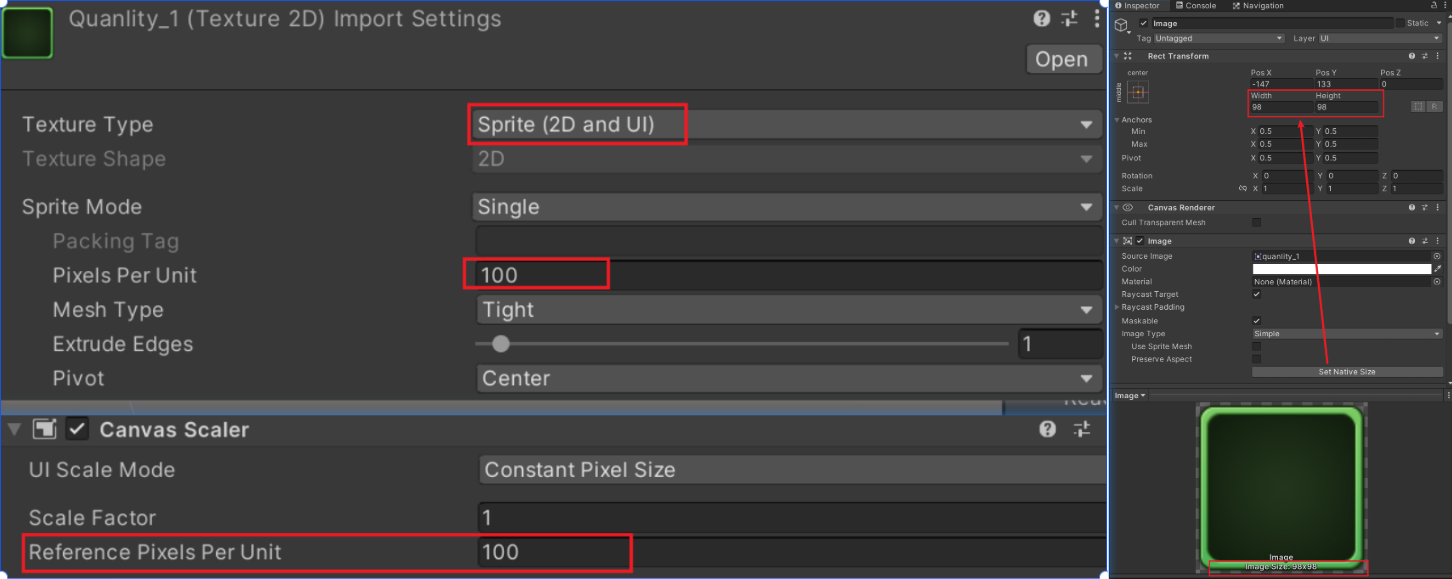 Quanlity_1 (Texture 2D) Import Settings
Open
Texture Type
Sprite (2D and UI)
Texture Shape
2D
Sprite Mode
Single
Packing Tag
Pixels Per Unit
100
Mesh Type
Tight
Extrude Edges
1
Pivot
Center
Canvas Scaler
UI Scale Mode
Constant Pixel Size
Scale Factor
1
Reference Pixels Per Unit
100
Inspector
Console
Navigation
Image
Static
Tag Untagged
Layer UI
Rect Transform
center
middle
Pos X
Pos Y
Pos Z
-147
133
0
Width
Height
98
98
R
Anchors
Min
X 0.5
Y 0.5
Max
X 0.5
Y 0.5
Pivot
X 0.5
Y 0.5
Rotation
X 0
Y 0
Z 0
Scale
X 1
Y 1
Z 1
Canvas Renderer
Cull Transparent Mesh
Image
Source Image
quanlity_1
Color
Material
None (Material)
Raycast Target
Raycast Padding
Maskable
Image Type
Simple
Use Sprite Mesh
Preserve Aspect
Set Native Size
Image
Image
Image Size: 98x98